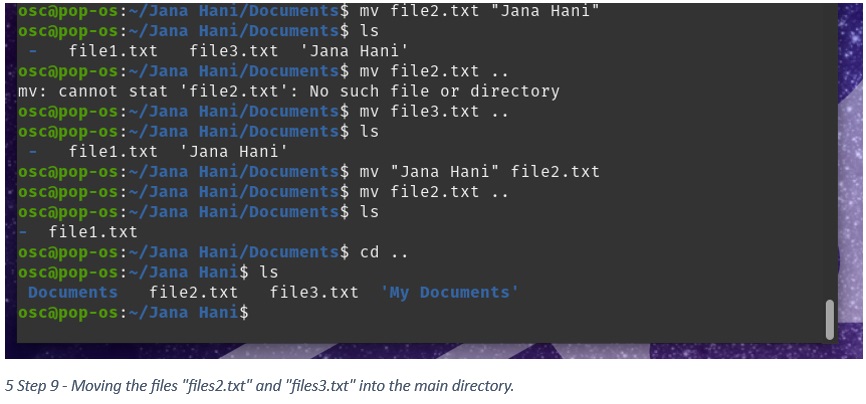 osc@pop-os:~/Jana Hani/Documents$ mv file2.txt "Jana Hani"
osc@pop-os:~/Jana Hani/Documents$ ls
-   file1.txt   file3.txt  'Jana Hani'
osc@pop-os:~/Jana Hani/Documents$ mv file2.txt ..
mv: cannot stat 'file2.txt': No such file or directory
osc@pop-os:~/Jana Hani/Documents$ mv file3.txt ..
osc@pop-os:~/Jana Hani/Documents$ ls
-   file1.txt  'Jana Hani'
osc@pop-os:~/Jana Hani/Documents$ mv "Jana Hani" file2.txt
osc@pop-os:~/Jana Hani/Documents$ mv file2.txt ..
osc@pop-os:~/Jana Hani/Documents$ ls
-  file1.txt
osc@pop-os:~/Jana Hani/Documents$ cd ..
osc@pop-os:~/Jana Hani$ ls
Documents   file2.txt   file3.txt  'My Documents'
osc@pop-os:~/Jana Hani$
5 Step 9 - Moving the files "files2.txt" and "files3.txt" into the main directory.